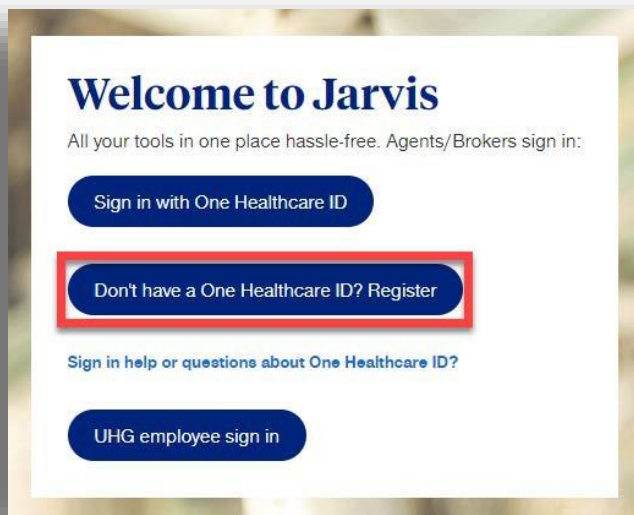 Welcome to Jarvis
All your tools in one place hassle-free. Agents/Brokers sign in:
Sign in with One Healthcare ID
Don't have a One Healthcare ID? Register
Sign in help or questions about One Healthcare ID?
UHG employee sign in